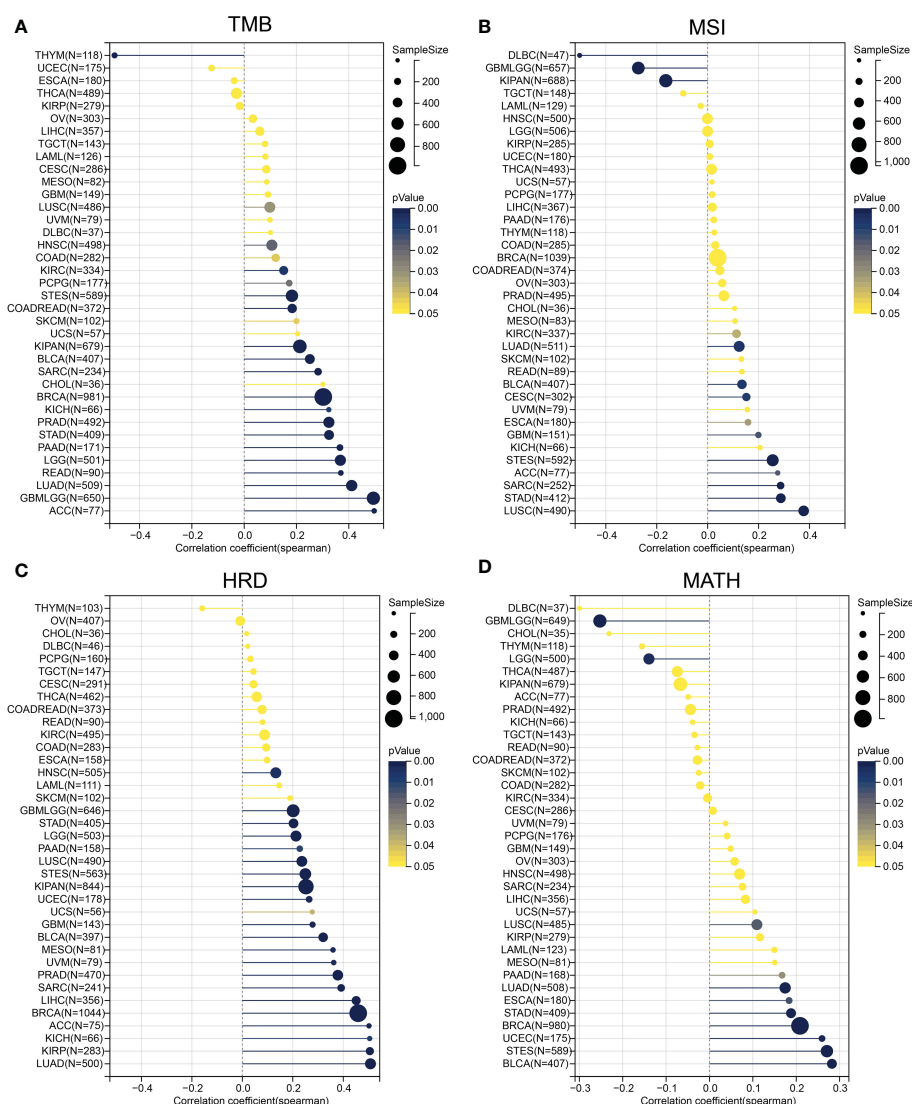 A
TMB
THYM(N=118)
UCEC(N=175)
ESCA(N=180)
THCA(N=489)
KIRP(N=279)
OV(N=303)
LIHC(N=357)
TGCT(N=143)
LAML(N=126)
CESC(N=286)
MESO(N=82)
GBM(N=149)
LUSC(N=486)
UVM(N=79)
DLBC(N=37)
HNSC(N=498)
COAD(N=282)
KIRC(N=334)
PCPG(N=177)
STES(N=589)
COADREAD(N=372)
SKCM(N=102)
UCS(N=57)
KIPAN(N=679)
BLCA(N=407)
SARC(N=234)
CHOL(N=36)
BRCA(N=981)
KICH(N=66)
PRAD(N=492)
STAD(N=409)
PAAD(N=171)
LGG(N=501)
READ(N=90)
LUAD(N=509)
GBMLGG(N=650)
ACC(N=77)
−0.4 −0.2 0.0 0.2 0.4
Correlation coefficient(spearman)
SampleSize
200
400
600
800
pValue
0.00
0.01
0.02
0.03
0.04
0.05
B
MSI
DLBC(N=47)
GBMLGG(N=657)
KIPAN(N=688)
TGCT(N=148)
LAML(N=129)
HNSC(N=500)
LGG(N=506)
KIRP(N=285)
UCEC(N=180)
THCA(N=493)
UCS(N=57)
PCPG(N=177)
LIHC(N=367)
PAAD(N=176)
THYM(N=118)
COAD(N=285)
BRCA(N=1039)
COADREAD(N=374)
OV(N=303)
PRAD(N=495)
CHOL(N=36)
MESO(N=83)
KIRC(N=337)
LUAD(N=511)
SKCM(N=102)
READ(N=89)
BLCA(N=407)
CESC(N=302)
UVM(N=79)
ESCA(N=180)
GBM(N=151)
KICH(N=66)
STES(N=592)
ACC(N=77)
SARC(N=252)
STAD(N=412)
LUSC(N=490)
−0.4 −0.2 0.0 0.2 0.4
Correlation coefficient(spearman)
SampleSize
200
400
600
800
1,000
pValue
0.00
0.01
0.02
0.03
0.04
0.05
C
HRD
THYM(N=103)
OV(N=407)
CHOL(N=36)
DLBC(N=46)
PCPG(N=160)
TGCT(N=147)
CESC(N=291)
THCA(N=462)
COADREAD(N=373)
READ(N=90)
KIRC(N=495)
COAD(N=283)
ESCA(N=158)
HNSC(N=505)
LAML(N=111)
SKCM(N=102)
GBMLGG(N=646)
STAD(N=405)
LGG(N=503)
PAAD(N=158)
LUSC(N=490)
STES(N=563)
KIPAN(N=844)
UCEC(N=178)
UCS(N=56)
GBM(N=143)
BLCA(N=397)
MESO(N=81)
UVM(N=79)
PRAD(N=470)
SARC(N=241)
LIHC(N=356)
BRCA(N=1044)
ACC(N=75)
KICH(N=66)
KIRP(N=283)
LUAD(N=500)
−0.4 −0.2 0.0 0.2 0.4
Correlation coefficient(spearman)
SampleSize
200
400
600
800
1,000
pValue
0.00
0.01
0.02
0.03
0.04
0.05
D
MATH
DLBC(N=37)
GBMLGG(N=649)
CHOL(N=35)
THYM(N=118)
LGG(N=500)
THCA(N=487)
KIPAN(N=679)
ACC(N=77)
PRAD(N=492)
KICH(N=66)
TGCT(N=143)
READ(N=90)
COADREAD(N=372)
SKCM(N=102)
COAD(N=282)
KIRC(N=334)
CESC(N=286)
UVM(N=79)
PCPG(N=176)
GBM(N=149)
OV(N=303)
HNSC(N=498)
SARC(N=234)
LIHC(N=356)
UCS(N=57)
LUSC(N=485)
KIRP(N=279)
LAML(N=123)
MESO(N=81)
PAAD(N=168)
LUAD(N=508)
ESCA(N=180)
STAD(N=409)
BRCA(N=980)
UCEC(N=175)
STES(N=589)
BLCA(N=407)
−0.3 −0.2 −0.1 0.0 0.1 0.2 0.3
Correlation coefficient(spearman)
SampleSize
200
400
600
800
pValue
0.00
0.01
0.02
0.03
0.04
0.05